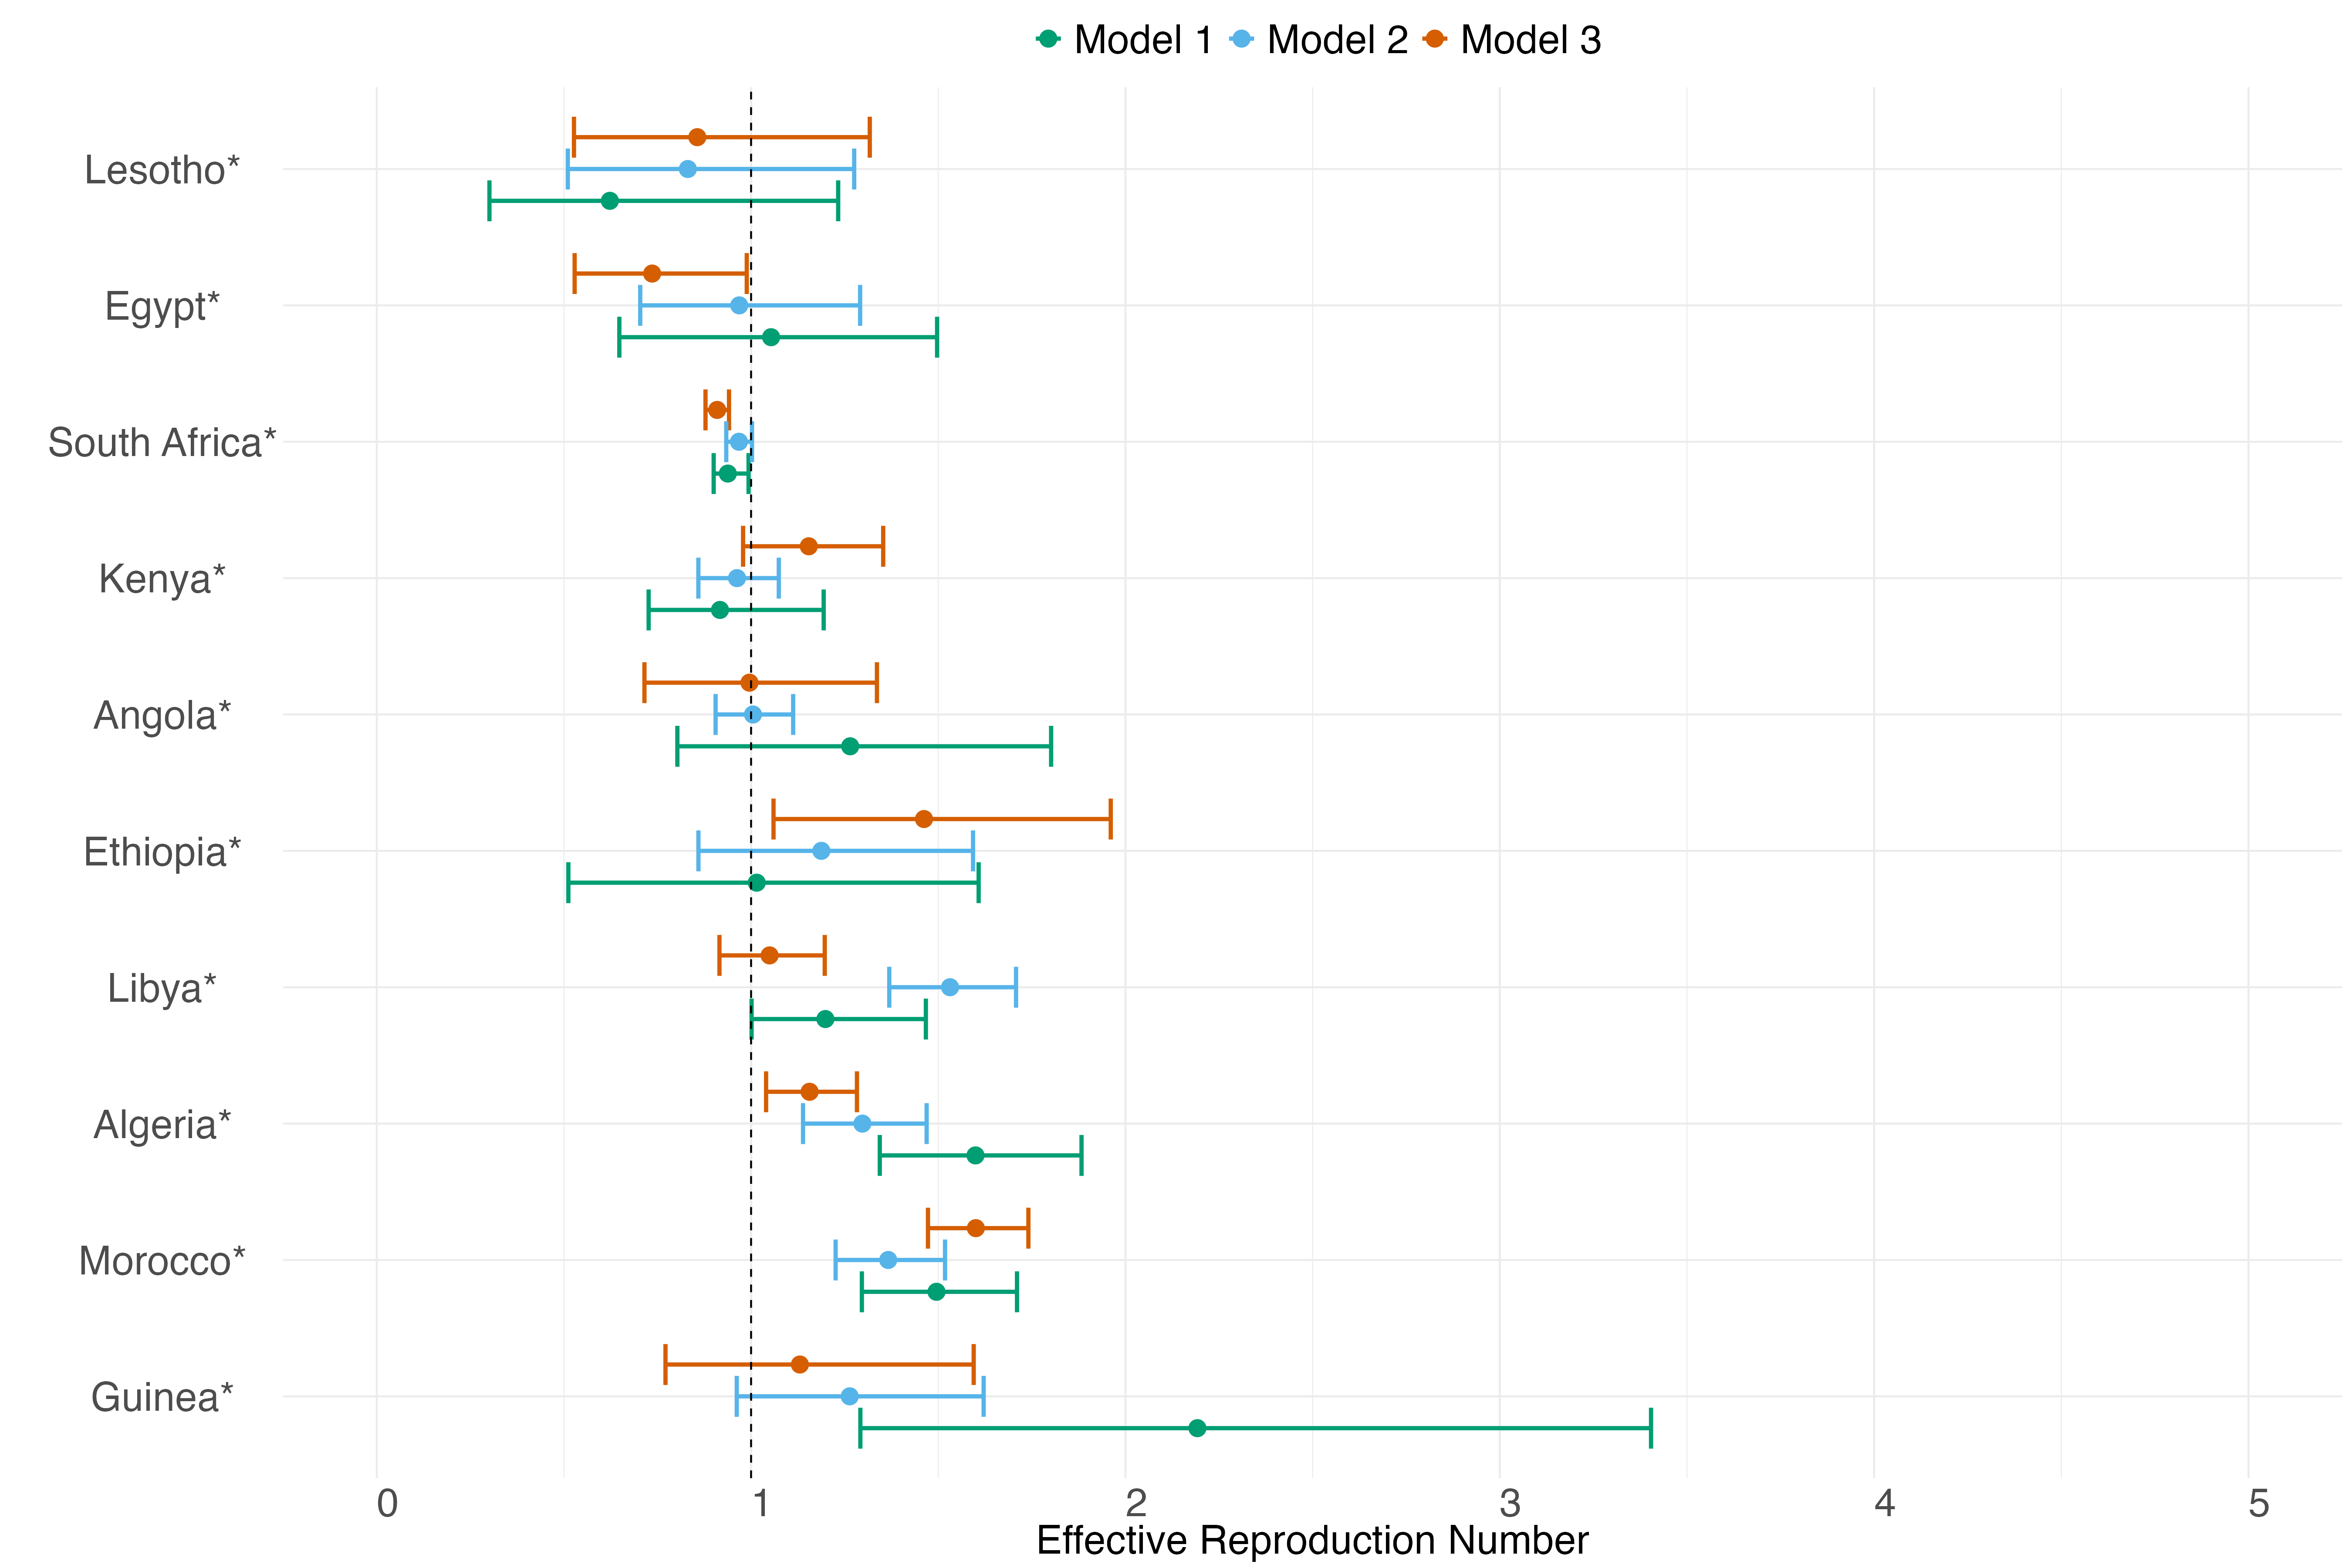 Model 1 Model 2 Model 3
Lesotho*
Egypt*
South Africa*
Kenya*
Angola*
Ethiopia*
Libya*
Algeria*
Morocco*
Guinea*
0 1 2 3 4 5
Effective Reproduction Number